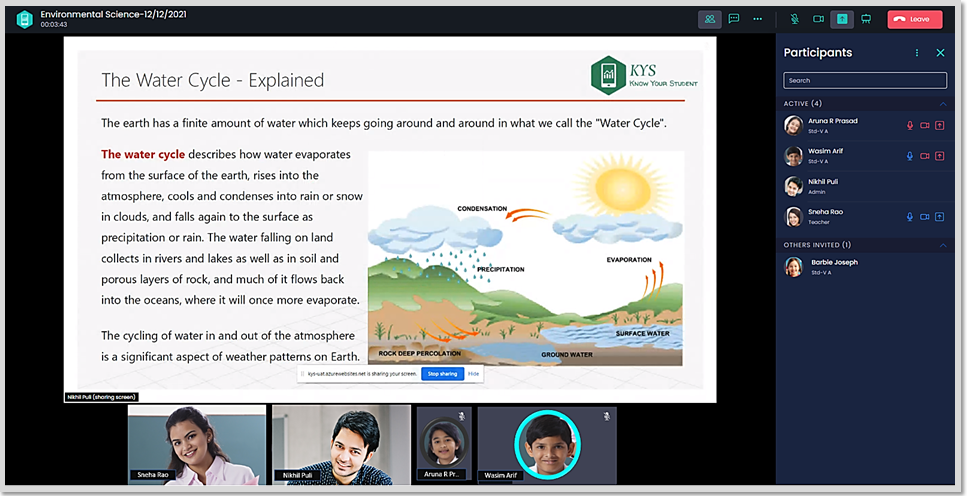 Environmental Science-12/12/2021
00:03:43
Leave
The Water Cycle - Explained
KYS
KNOW YOUR STUDENT
The earth has a finite amount of water which keeps going around and around in what we call the "Water Cycle".
The water cycle describes how water evaporates
from the surface of the earth, rises into the
atmosphere, cools and condenses into rain or snow
in clouds, and falls again to the surface as
precipitation or rain. The water falling on land
collects in rivers and lakes as well as in soil and
porous layers of rock, and much of it flows back
into the oceans, where it will once more evaporate.
The cycling of water in and out of the atmosphere
is a significant aspect of weather patterns on Earth.
CONDENSATION
PRECIPITATION
EVAPORATION
SURFACE WATER
ROCK DEEP PERCOLATION
GROUND WATER
kys-uat.azurewebsites.net is sharing your screen.
Stop sharing
Hide
Nikhil Puli (sharing screen)
Sneha Rao
Nikhil Puli
Aruna R Pr...
Wasim Arif
Participants
Search
ACTIVE (4)
Aruna R Prasad
Std-V A
Wasim Arif
Std-V A
Nikhil Puli
Admin
Sneha Rao
Teacher
OTHERS INVITED (1)
Barbie Joseph
Std-V A